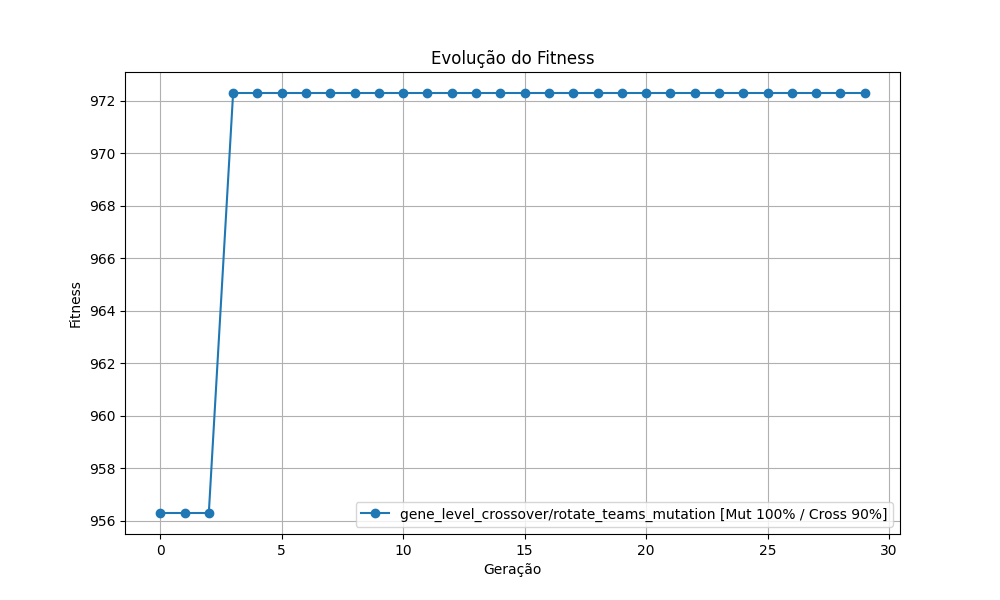 Evolução do Fitness
Fitness
972
970
968
966
964
962
960
958
956
gene_level_crossover/rotate_teams_mutation [Mut 100% / Cross 90%]
0 5 10 15 20 25 30
Geração